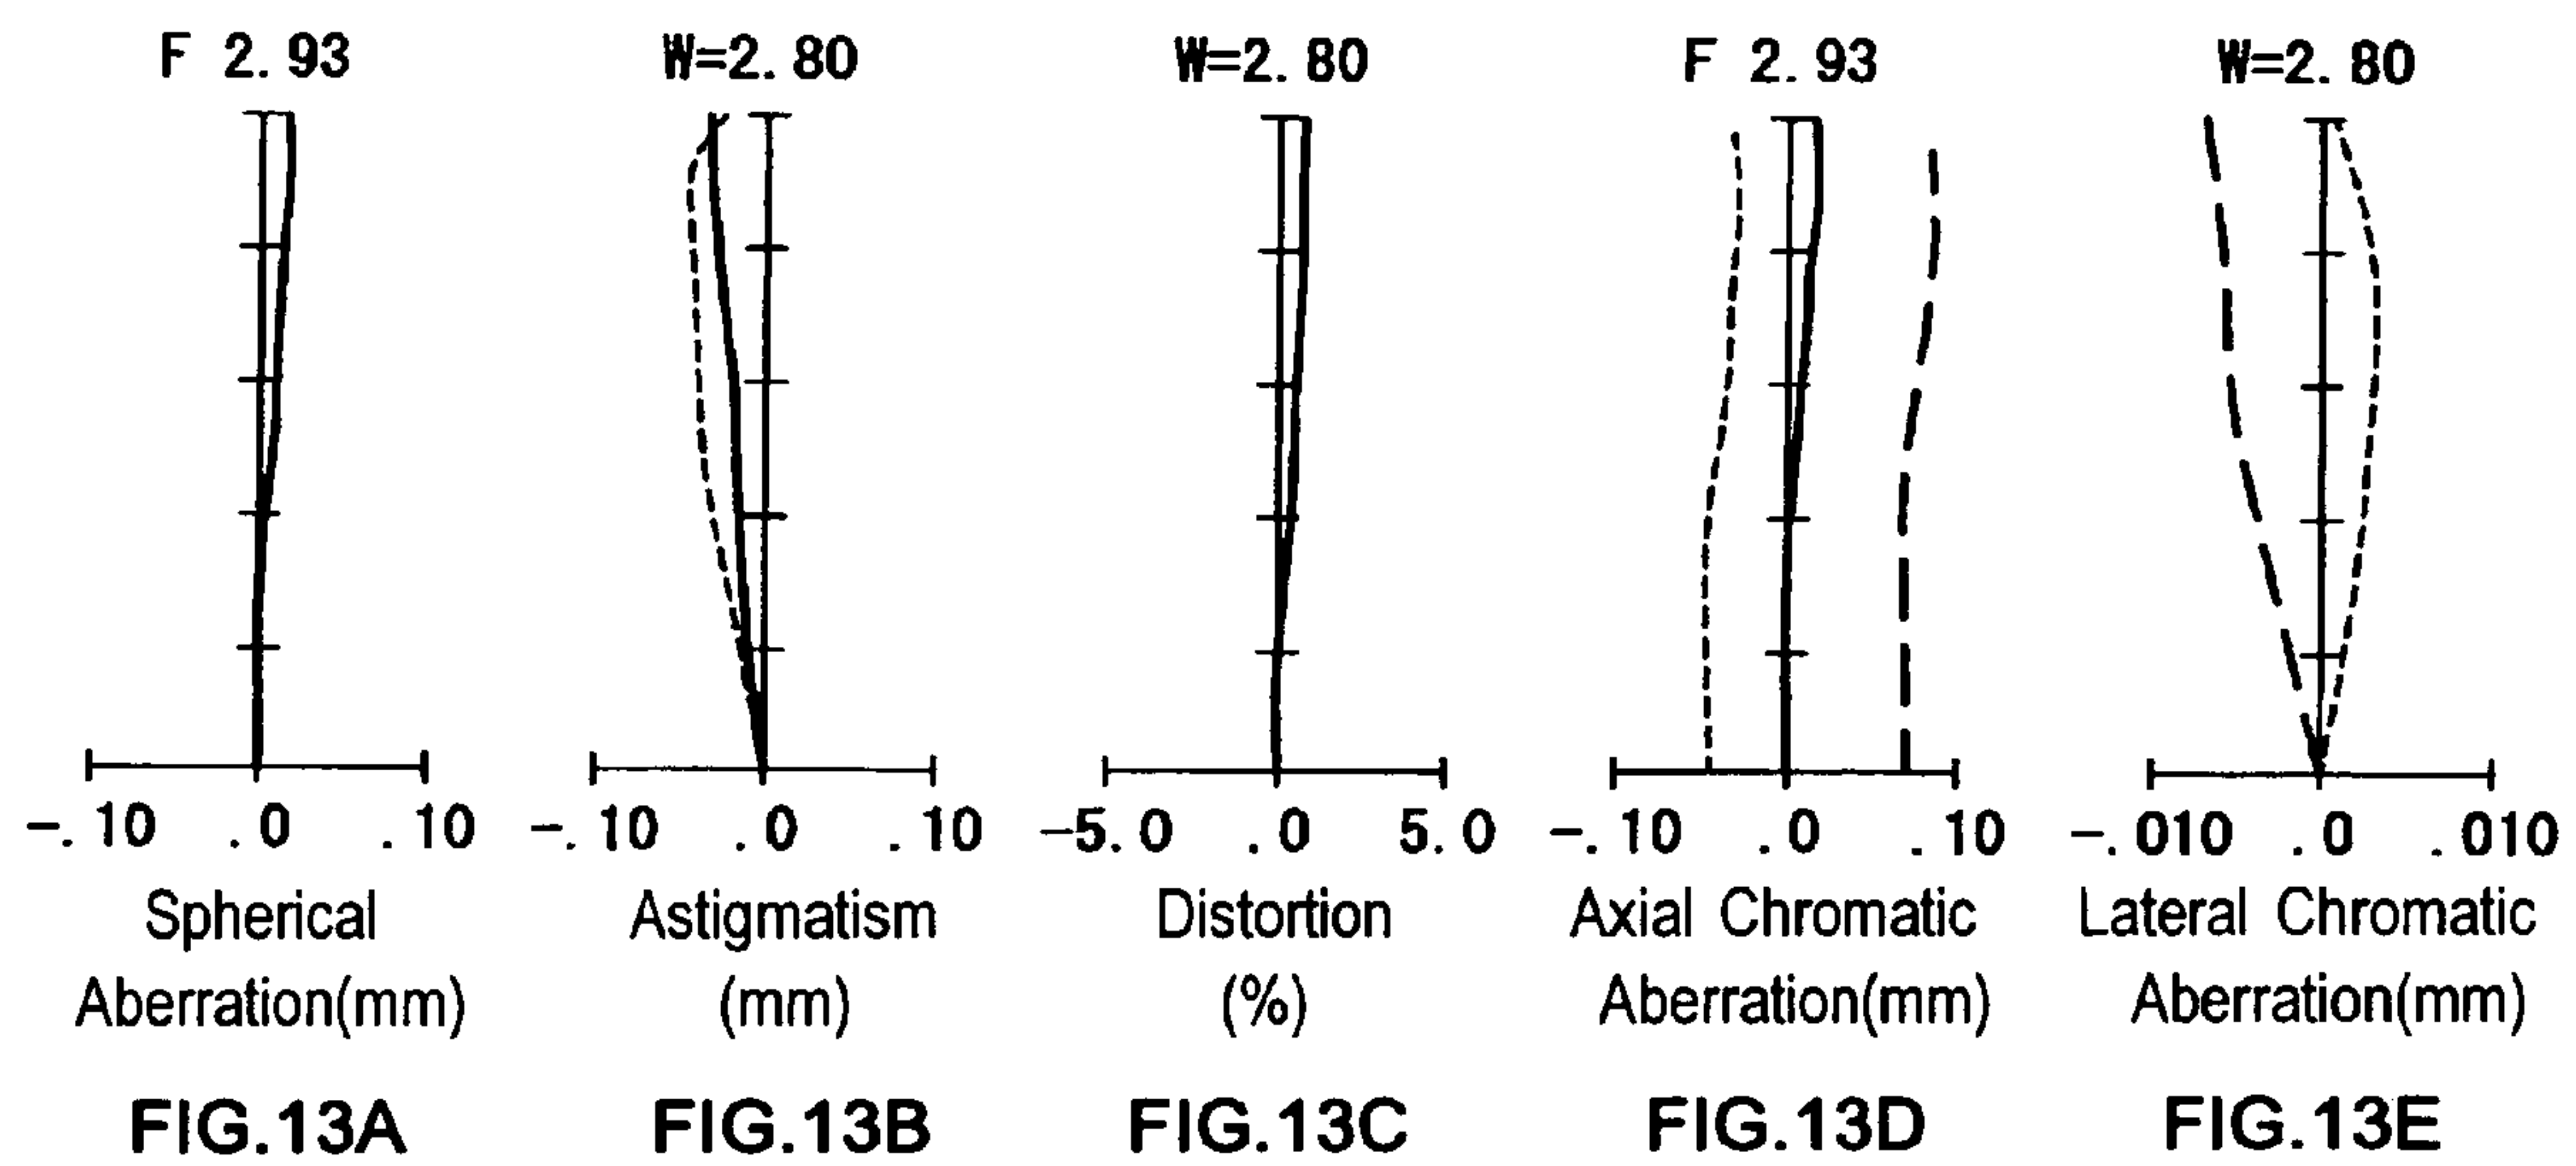 F 2.93 W=2.80 W=2.80 F 2.93 W=2.80
-.10 .0 .10 -.10 .0 .10 -5.0 .0 5.0 -.10 .0 .10 -.010 .0 .010
Spherical Astigmatism Distortion Axial Chromatic Lateral Chromatic
Aberration(mm) (mm) (%) Aberration(mm) Aberration(mm)
FIG.13A FIG.13B FIG.13C FIG.13D FIG.13E